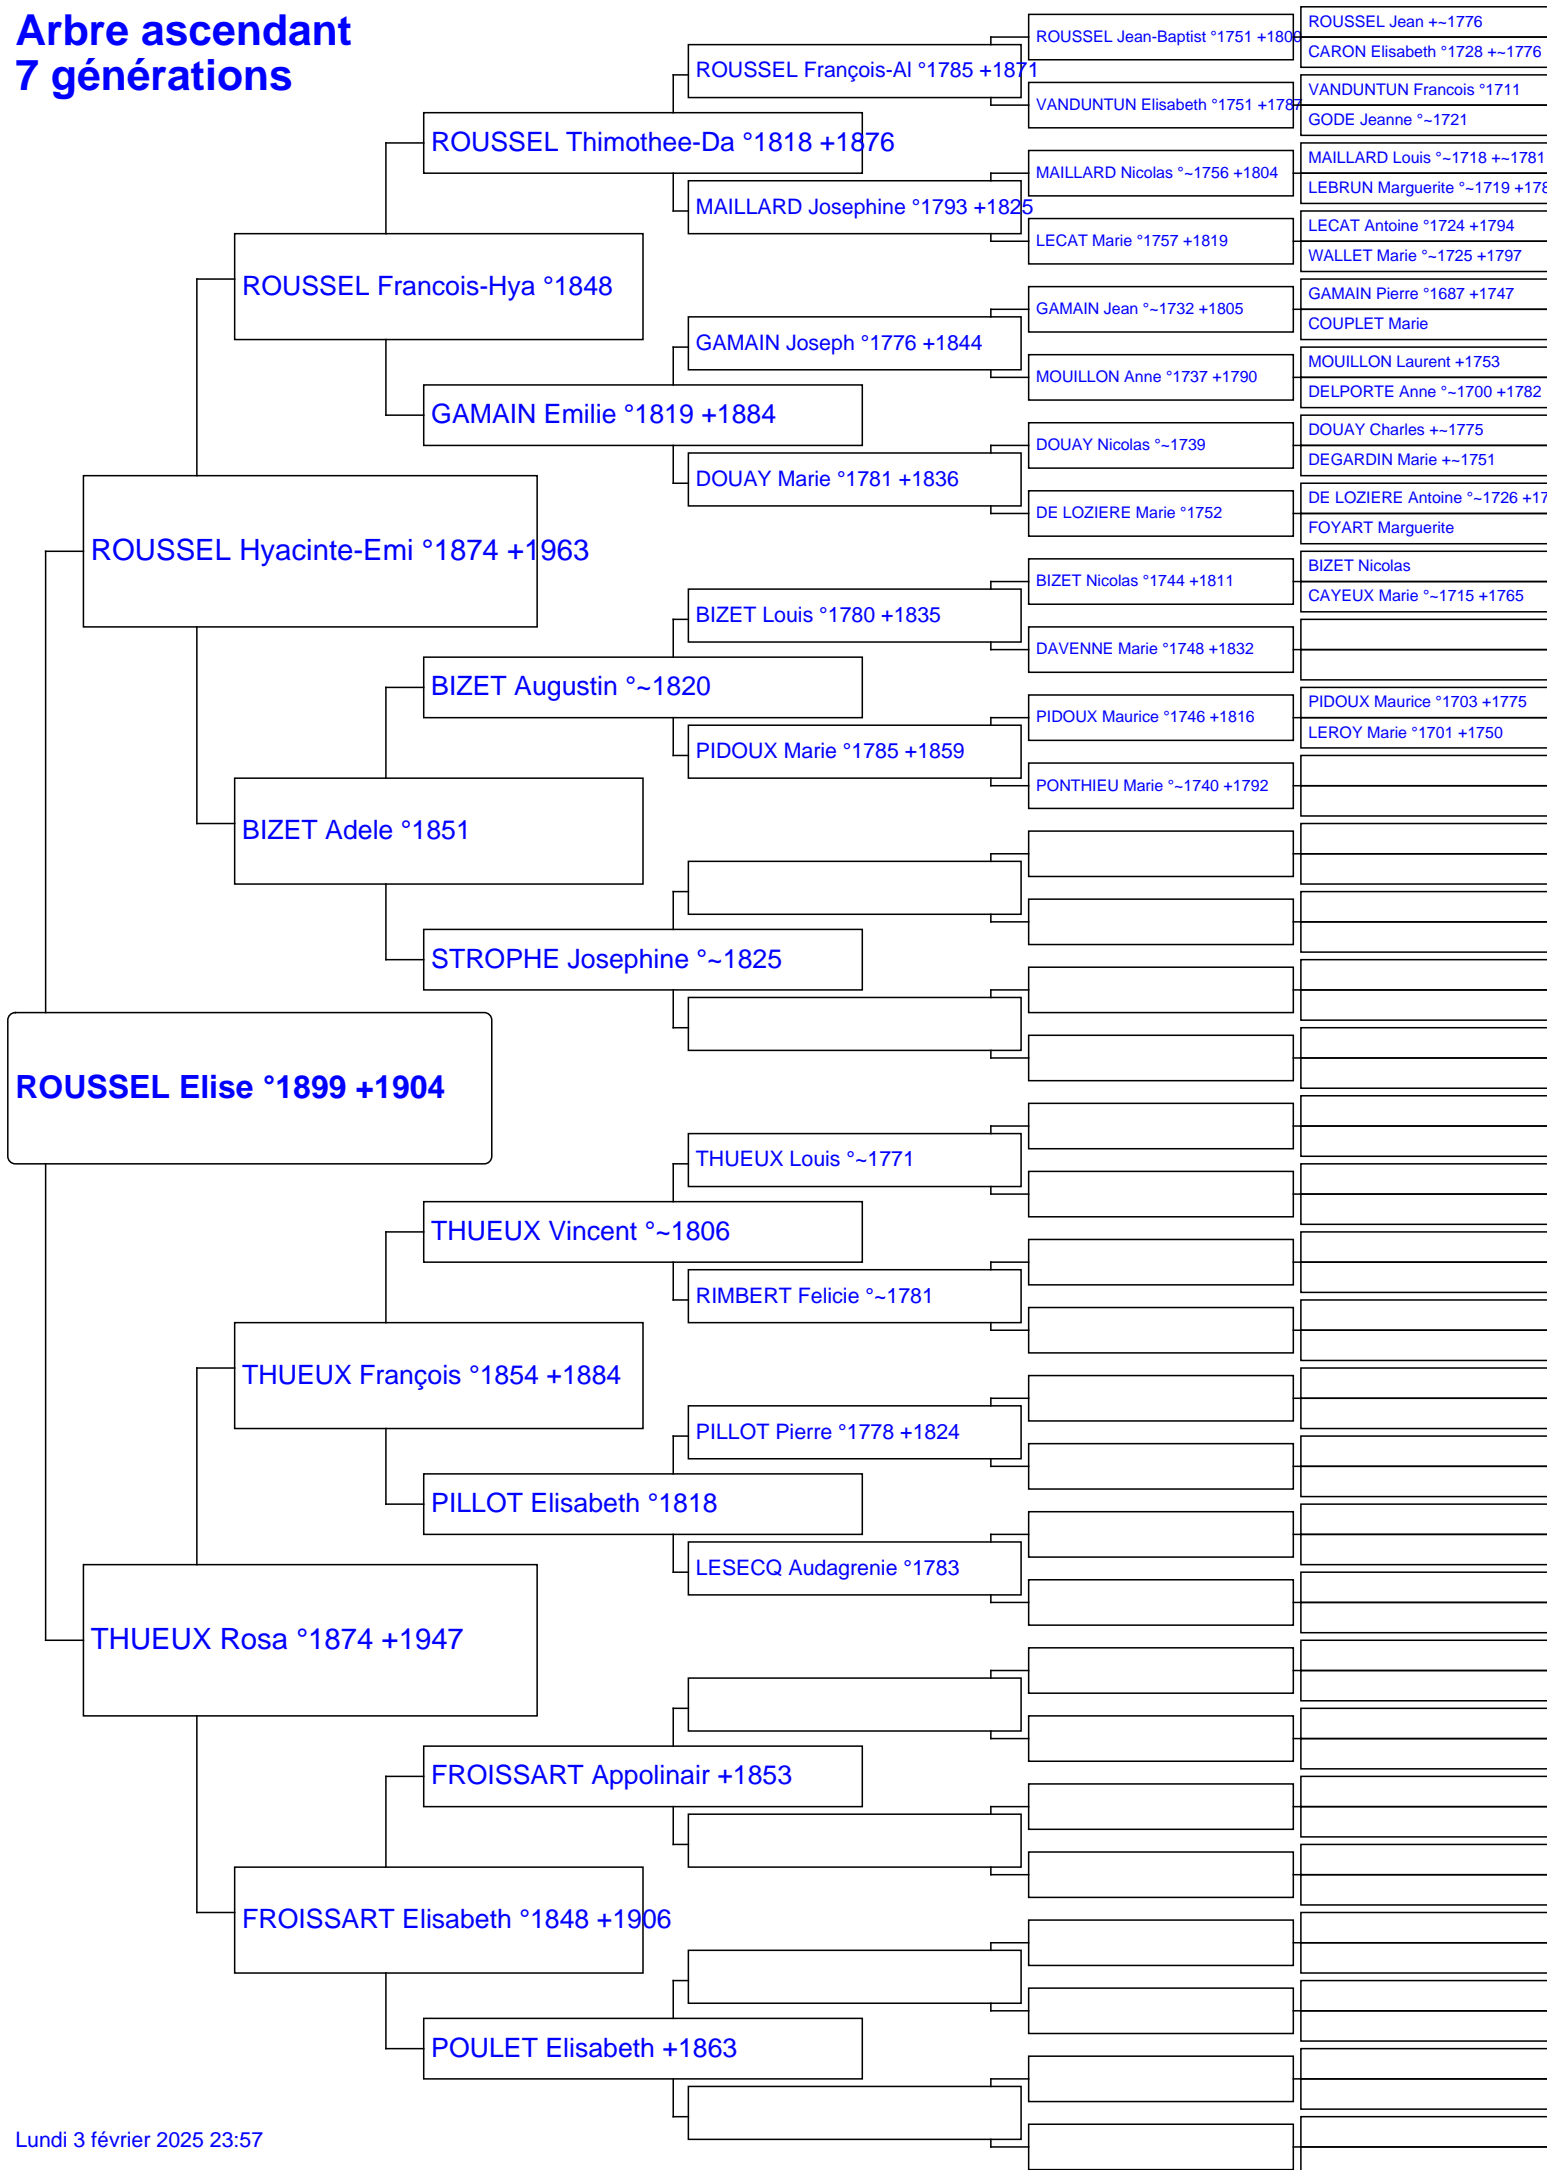 Arbre ascendant
7 générations
ROUSSEL Elise °1899 +1904
ROUSSEL Hyacinte-Emi °1874 +1963
THUEUX Rosa °1874 +1947
ROUSSEL Francois-Hya °1848
BIZET Adele °1851
THUEUX François °1854 +1884
FROISSART Elisabeth °1848 +1906
ROUSSEL Thimothee-Da °1818 +1876
GAMAIN Emilie °1819 +1884
BIZET Augustin °~1820
STROPHE Josephine °~1825
THUEUX Vincent °~1806
PILLOT Elisabeth °1818
FROISSART Appolinair +1853
POULET Elisabeth +1863
ROUSSEL François-Al °1785 +1871
MAILLARD Josephine °1793 +1825
GAMAIN Joseph °1776 +1844
DOUAY Marie °1781 +1836
BIZET Louis °1780 +1835
PIDOUX Marie °1785 +1859
THUEUX Louis °~1771
RIMBERT Felicie °~1781
PILLOT Pierre °1778 +1824
LESECQ Audagrenie °1783
ROUSSEL Jean-Baptist °1751
VANDUNTUN Elisabeth °1751 +1787
MAILLARD Nicolas °~1756 +1804
LECAT Marie °1757 +1819
GAMAIN Jean °~1732 +1805
MOUILLON Anne °1737 +1790
DOUAY Nicolas °~1739
DE LOZIERE Marie °1752
BIZET Nicolas °1744 +1811
DAVENNE Marie °1748 +1832
PIDOUX Maurice °1746 +1816
PONTHIEU Marie °~1740 +1792
ROUSSEL Jean +~1776
CARON Elisabeth °1728 +~1776
VANDUNTUN Francois °1711
GODE Jeanne °~1721
MAILLARD Louis °~1718 +~1781
LEBRUN Marguerite °~1719
LECAT Antoine °1724 +1794
WALLET Marie °~1725 +1797
GAMAIN Pierre °1687 +1747
COUPLET Marie
MOUILLON Laurent +1753
DELPORTE Anne °~1700 +1782
DOUAY Charles +~1775
DEGARDIN Marie +~1751
DE LOZIERE Antoine °~1726
FOYART Marguerite
BIZET Nicolas
CAYEUX Marie °~1715 +1765
PIDOUX Maurice °1703 +1775
LEROY Marie °1701 +1750
Lundi 3 février 2025 23:57